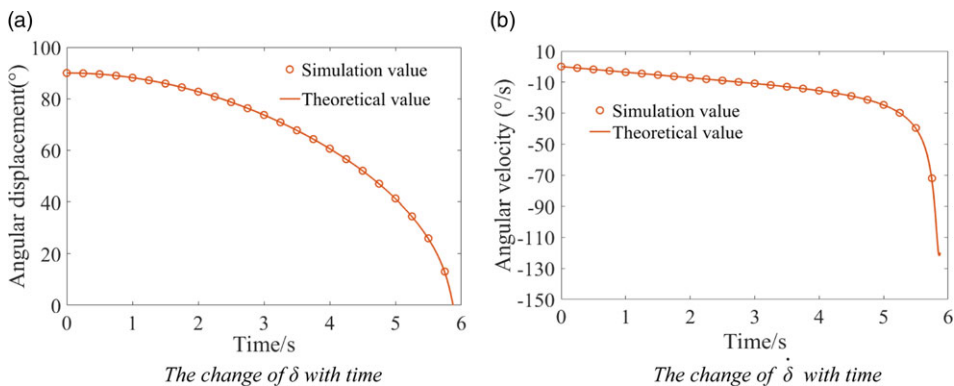 (a)
100
80
60
40
20
0
Angular displacement(°)
Simulation value
Theoretical value
0 1 2 3 4 5 6
Time/s
The change of δ with time
(b)
10
-10
-30
-50
-70
-90
-110
-130
-150
Angular velocity (°/s)
Simulation value
Theoretical value
0 1 2 3 4 5 6
Time/s
The change of δ̇ with time